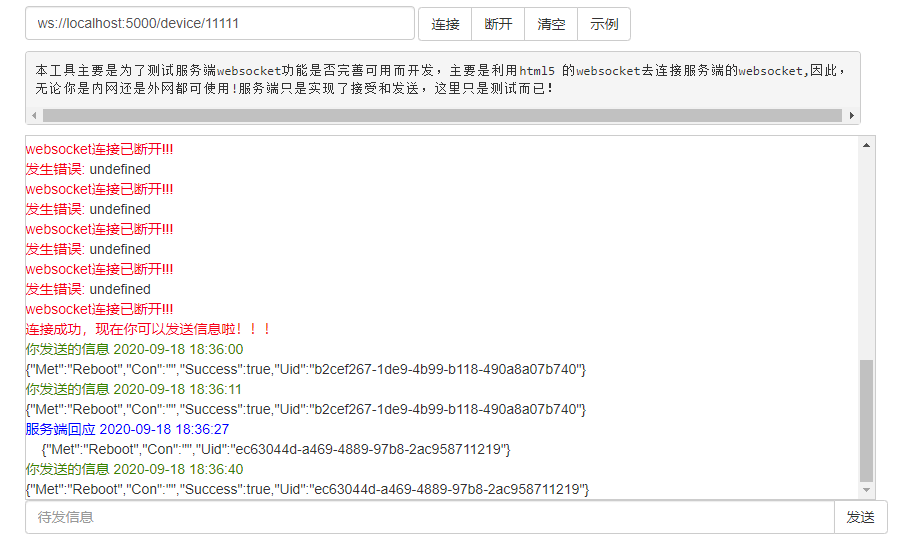 ws://localhost:5000/device/11111 连接 断开 清空 示例
本工具主要是为了测试服务端websocket功能是否完善可用而开发，主要是利用html5 的websocket去连接服务端的websocket,因此，
无论你是内网还是外网都可使用!服务端只是实现了接受和发送，这里只是测试而已!
websocket连接已断开!!!
发生错误: undefined
websocket连接已断开!!!
发生错误: undefined
websocket连接已断开!!!
发生错误: undefined
websocket连接已断开!!!
发生错误: undefined
websocket连接已断开!!!
连接成功，现在你可以发送信息啦！！！
你发送的信息 2020-09-18 18:36:00
{"Met":"Reboot","Con":"","Success":true,"Uid":"b2cef267-1de9-4b99-b118-490a8a07b740"}
你发送的信息 2020-09-18 18:36:11
{"Met":"Reboot","Con":"","Success":true,"Uid":"b2cef267-1de9-4b99-b118-490a8a07b740"}
服务端回应 2020-09-18 18:36:27
{"Met":"Reboot","Con":"","Uid":"ec63044d-a469-4889-97b8-2ac958711219"}
你发送的信息 2020-09-18 18:36:40
{"Met":"Reboot","Con":"","Success":true,"Uid":"ec63044d-a469-4889-97b8-2ac958711219"}
待发信息 发送